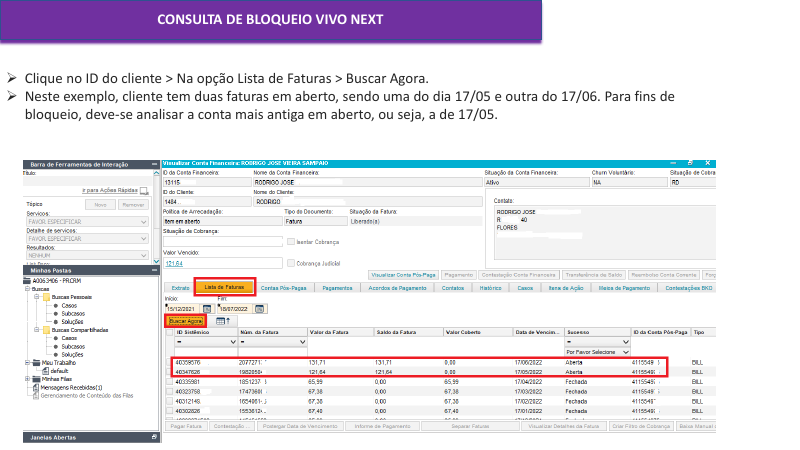 CONSULTA DE BLOQUEIO VIVO NEXT
Clique no ID do cliente > Na opção Lista de Faturas > Buscar Agora.
Neste exemplo, cliente tem duas faturas em aberto, sendo uma do dia 17/05 e outra do 17/06. Para fins de
bloqueio, deve-se analisar a conta mais antiga em aberto, ou seja, a de 17/05.
Barra de Ferramentas de Interação
Título:
ir para Ações Rápidas
Tópico Novo Remover
Serviços:
FAVOR, ESPECIFICAR
Detalhe de serviços:
FAVOR, ESPECIFICAR
Resultados:
NENHUM
Minhas Pastas
A0063406 - PRCRM
Buscas
Buscas Pessoais
Casos
Subcasos
Soluções
Buscas Compartilhadas
Casos
Subcasos
Soluções
Meu Trabalho
default
Minhas Filas
Mensagens Recebidas(1)
Gerenciamento de Conteúdo das Filas
Janelas Abertas
Visualizar Conta Financeira: RODRIGO JOSE VIEIRA SAMPAIO
ID da Conta Financeira: Nome da Conta Financeira: Situação da Conta Financeira: Churn Voluntário: Situação de Cobra
13115 RODRIGO JOSE Ativo NA RD
ID do Cliente: Nome do Cliente:
1484 RODRIGO
Política de Arrecadação: Tipo do Documento: Situação da Fatura:
Item em aberto Fatura Liberado(a)
Situação de Cobrança:
Isentar Cobrança
Valor Vencido:
121,64 Cobrança Judicial
Contato:
RODRIGO JOSE
R 40
FLORES
Visualizar Conta Pós-Paga Pagamento Contestação Conta Financeira Transferência de Saldo Reembolso Conta Corrente
Extrato Lista de Faturas Contas Pós-Pagas Pagamentos Acordos de Pagamento Contatos Histórico Casos Itens de Ação Meios de Pagamento Contestações BKO
Início: Fim:
15/12/2021 18/07/2022
Buscar Agora
ID Sistêmico Núm. da Fatura Valor da Fatura Saldo da Fatura Valor Coberto Data de Vencim... Sucesso ID da Conta Pós-Paga Tipo
= = =
Por Favor Selecione
40359576 2077271 131,71 131,71 0,00 17/06/2022 Aberta 4115549 BILL
40347626 1982059 121,64 121,64 0,00 17/05/2022 Aberta 4115549 BILL
40335981 1851237 65,99 0,00 65,99 17/04/2022 Fechada 4115549 BILL
40323758 1747360 67,38 0,00 67,38 17/03/2022 Fechada 4115549 BILL
40312145 1654061 67,38 0,00 67,38 17/02/2022 Fechada 4115549 BILL
40302826 1553612 67,40 0,00 67,40 17/01/2022 Fechada 4115549 BILL
Pagar Fatura Contestação ... Postergar Data de Vencimento Informe de Pagamento Separar Faturas Visualizar Detalhes da Fatura Criar Filtro de Cobrança Baixa Manual